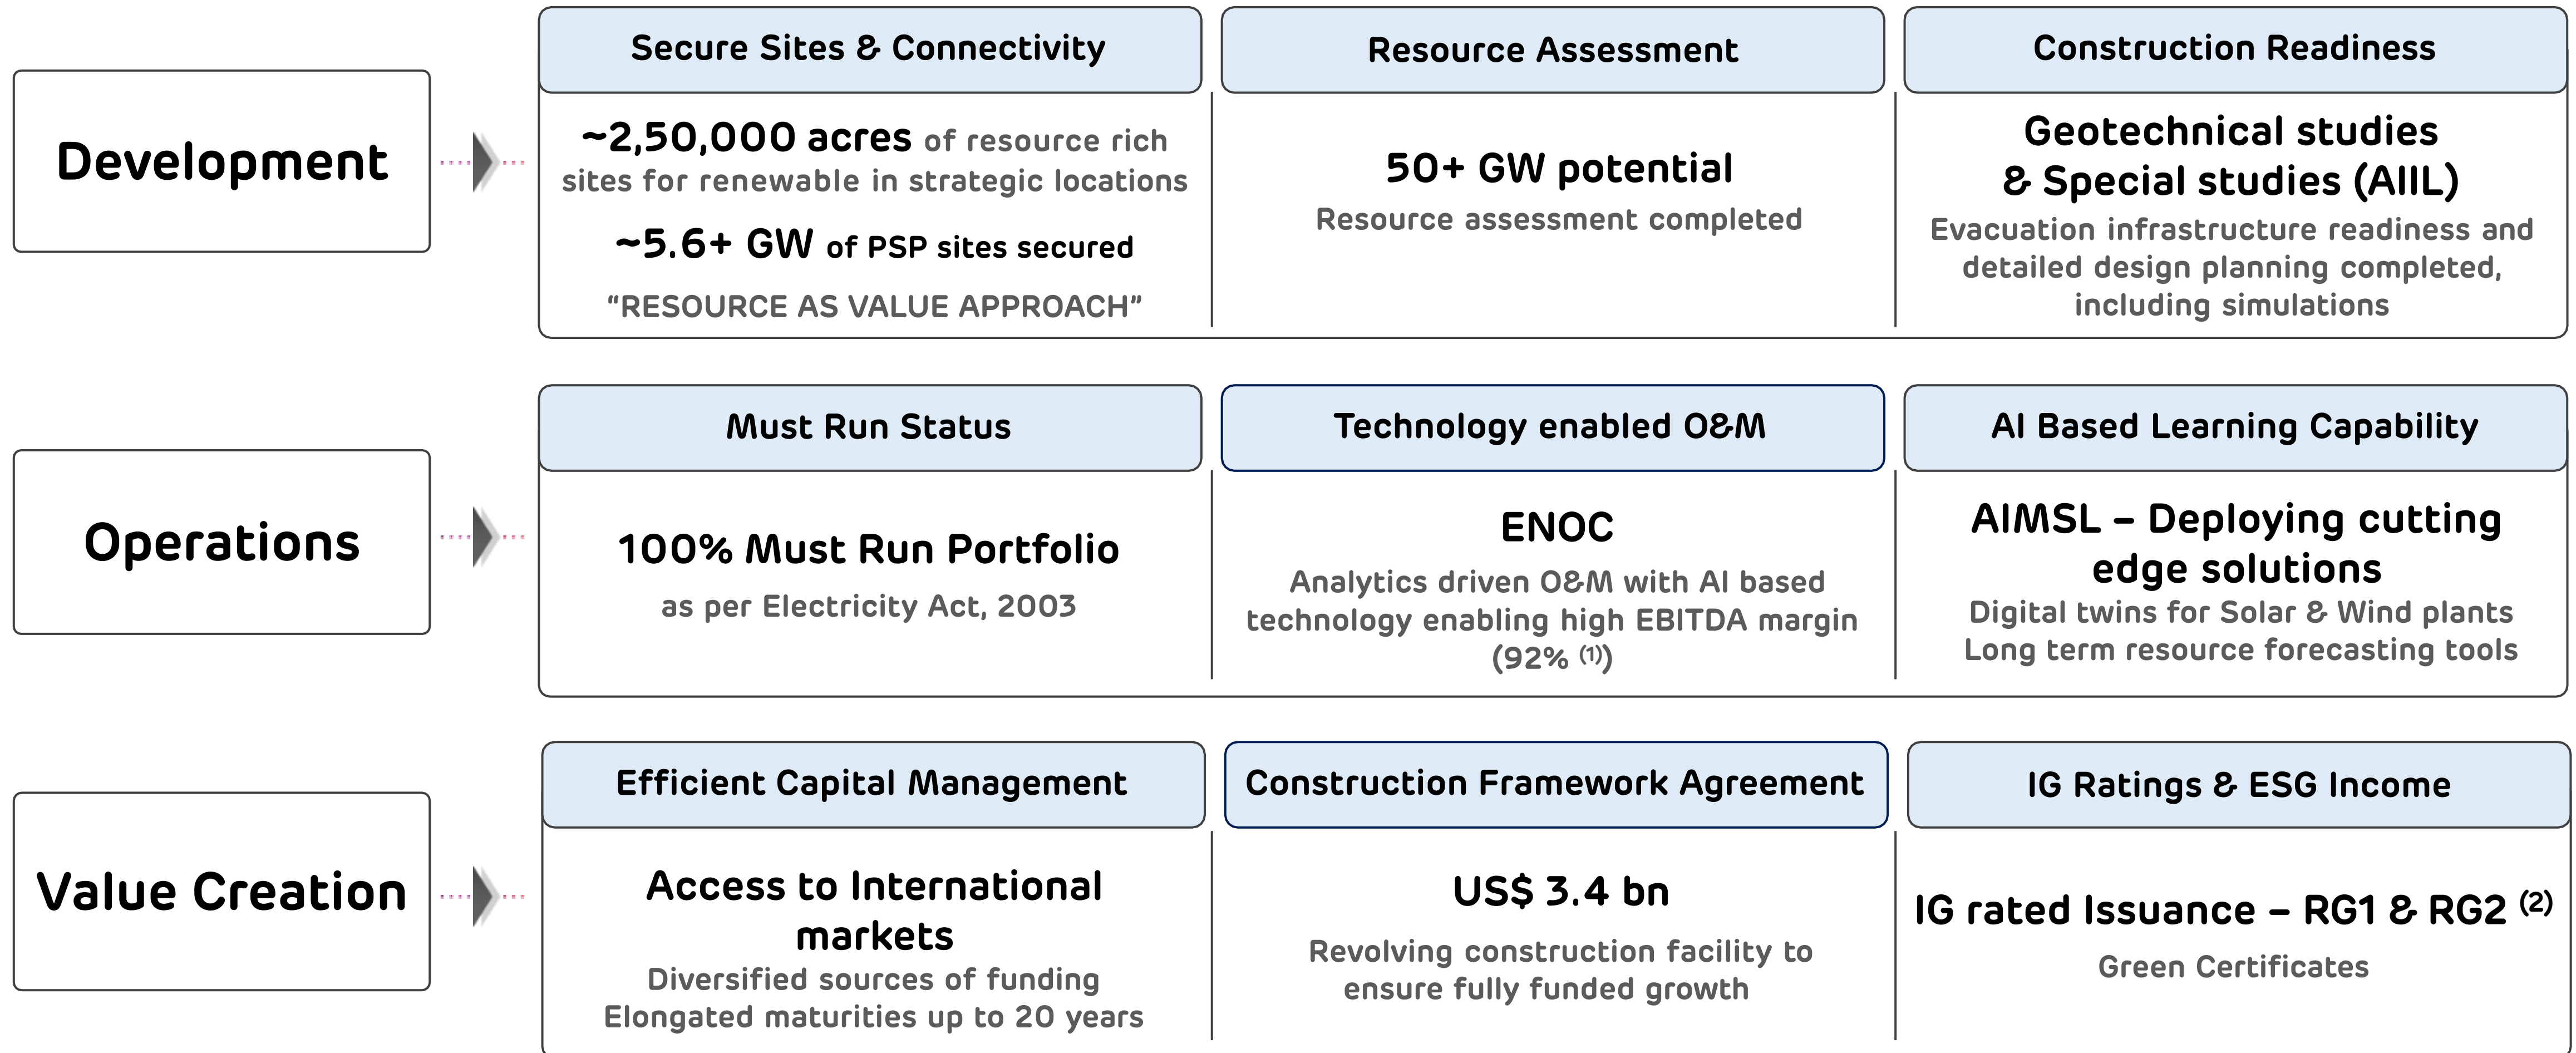 Development
Secure Sites & Connectivity
~2,50,000 acres of resource rich
sites for renewable in strategic locations
~5.6+ GW of PSP sites secured
“RESOURCE AS VALUE APPROACH”
Resource Assessment
50+ GW potential
Resource assessment completed
Construction Readiness
Geotechnical studies
& Special studies (AIIL)
Evacuation infrastructure readiness and
detailed design planning completed,
including simulations
Operations
Must Run Status
100% Must Run Portfolio
as per Electricity Act, 2003
Technology enabled O&M
ENOC
Analytics driven O&M with AI based
technology enabling high EBITDA margin
(92% (1))
AI Based Learning Capability
AIMSL – Deploying cutting
edge solutions
Digital twins for Solar & Wind plants
Long term resource forecasting tools
Value Creation
Efficient Capital Management
Access to International
markets
Diversified sources of funding
Elongated maturities up to 20 years
Construction Framework Agreement
US$ 3.4 bn
Revolving construction facility to
ensure fully funded growth
IG Ratings & ESG Income
IG rated Issuance – RG1 & RG2 (2)
Green Certificates